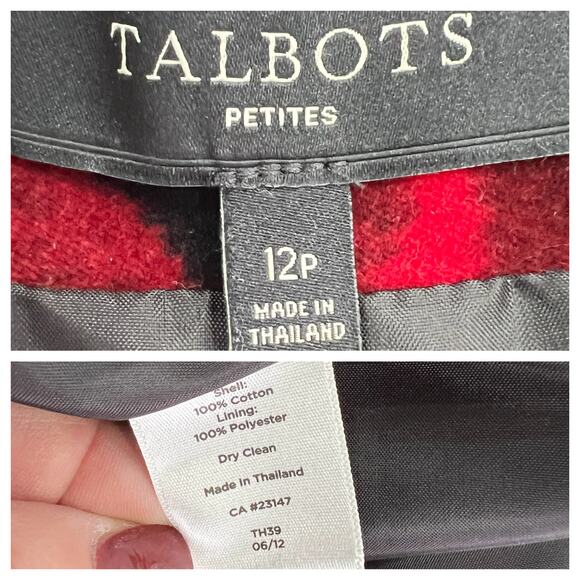 TALBOTS
PETITES
12P
MADE IN
THAILAND
Shell:
100% Cotton
Lining:
100% Polyester
Dry Clean
Made In Thailand
CA #23147
TH39
06/12